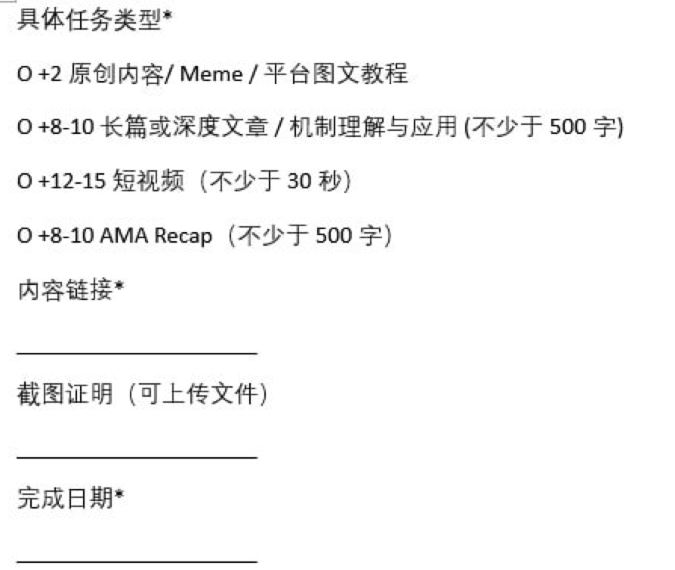 具体任务类型*
O +2 原创内容/ Meme / 平台图文教程
O +8-10 长篇或深度文章 / 机制理解与应用 (不少于 500 字)
O +12-15 短视频（不少于 30 秒）
O +8-10 AMA Recap（不少于 500 字）
内容链接*
截图证明（可上传文件）
完成日期*